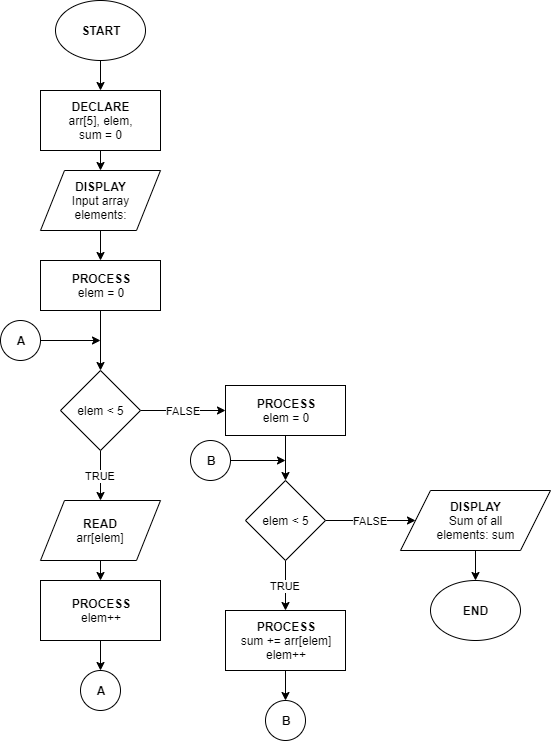 START
DECLARE
arr[5], elem,
sum = 0
DISPLAY
Input array
elements:
PROCESS
elem = 0
A
elem < 5
FALSE
TRUE
READ
arr[elem]
PROCESS
elem++
A
PROCESS
elem = 0
B
elem < 5
FALSE
TRUE
PROCESS
sum += arr[elem]
elem++
B
DISPLAY
Sum of all
elements: sum
END